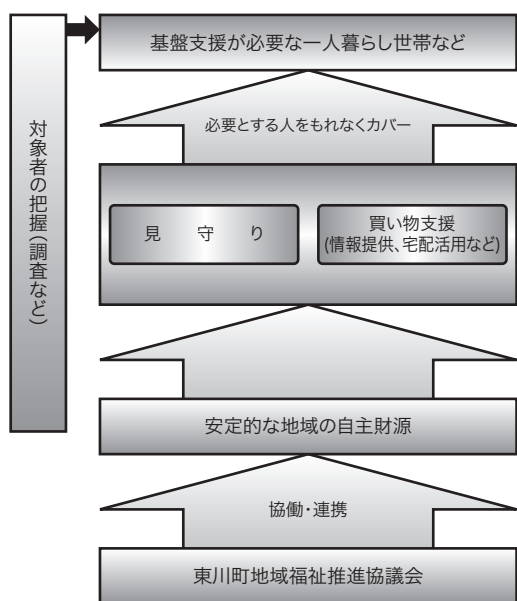 基盤支援が必要な一人暮らし世帯など
必要とする人をもれなくカバー
対象者の把握(調査など)
見守り
買い物支援
(情報提供、宅配活用など)
安定的な地域の自主財源
協働・連携
東川町地域福祉推進協議会